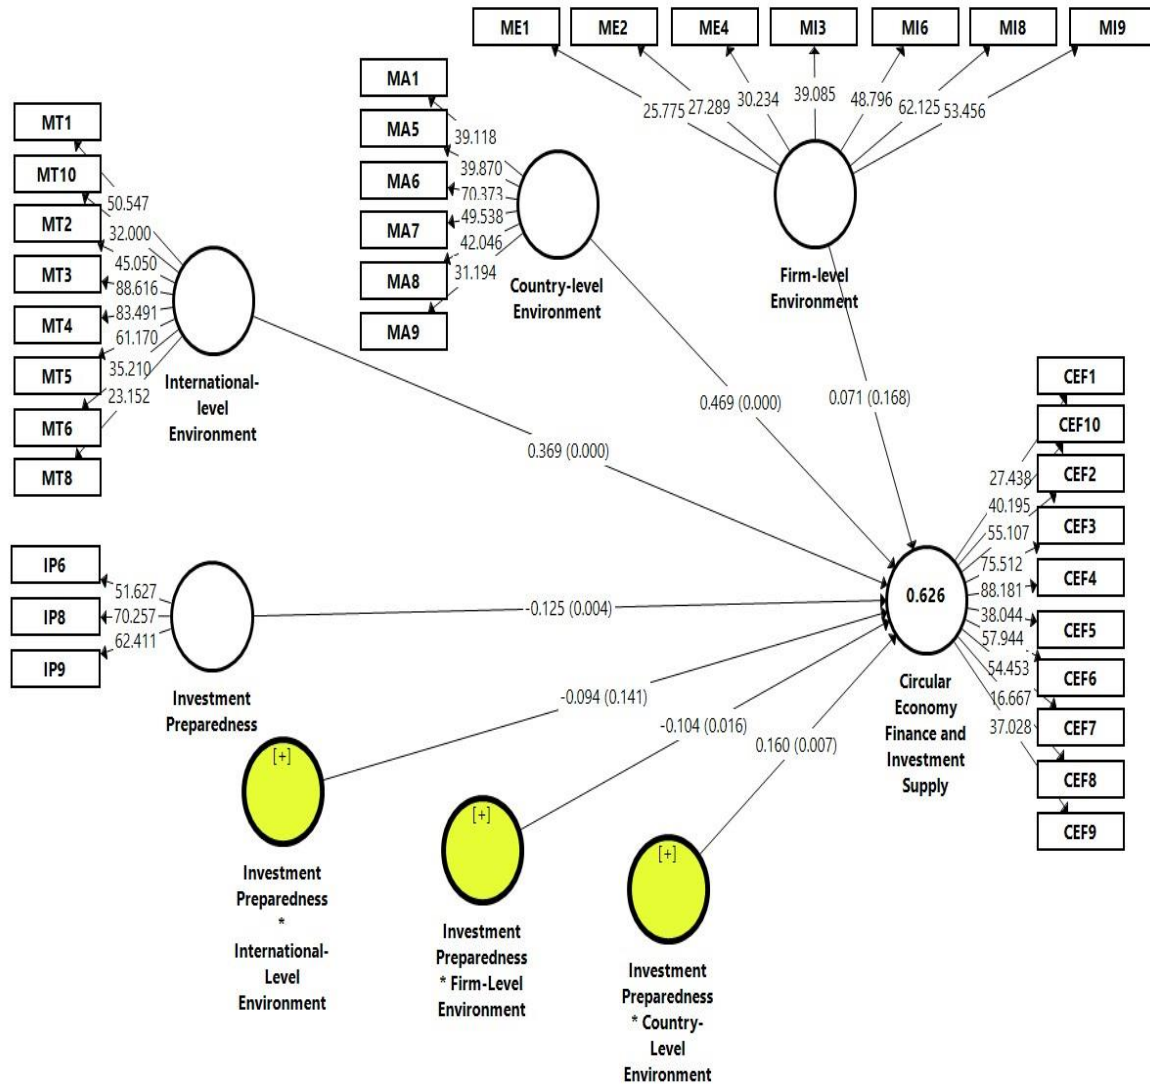 ME1
ME2
ME4
MI3
MI6
MI8
MI9
25.775
27.289
30.234
39.085
48.796
62.125
53.456
Firm-level
Environment
MA1
MA5
MA6
MA7
MA8
MA9
39.118
39.870
70.373
49.538
42.046
31.194
Country-level
Environment
MT1
MT10
MT2
MT3
MT4
MT5
MT6
MT8
50.547
32.000
45.050
88.616
83.491
61.170
35.210
23.152
International-
level
Environment
0.469 (0.000)
0.071 (0.168)
0.369 (0.000)
IP6
IP8
IP9
51.627
70.257
62.411
Investment
Preparedness
-0.125 (0.004)
-0.094 (0.141)
-0.104 (0.016)
0.160 (0.007)
0.626
Circular
Economy
Finance and
Investment
Supply
27.438
40.195
55.107
75.512
88.181
38.044
57.944
54.453
16.667
37.028
CEF1
CEF10
CEF2
CEF3
CEF4
CEF5
CEF6
CEF7
CEF8
CEF9
[+]
Investment
Preparedness
*
International-
Level
Environment
[+]
Investment
Preparedness
* Firm-Level
Environment
[+]
Investment
Preparedness
* Country-
Level
Environment